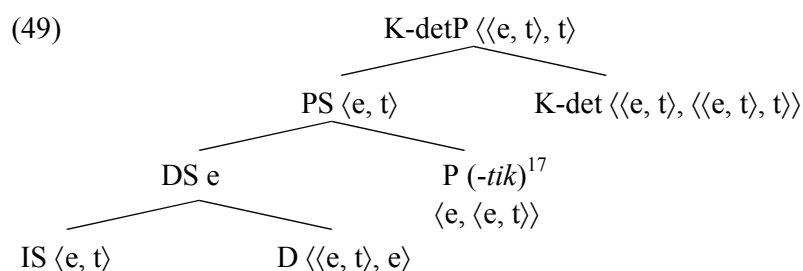 (49) K-detP ⟨⟨e, t⟩, t⟩
PS ⟨e, t⟩ K-det ⟨⟨e, t⟩, ⟨⟨e, t⟩, t⟩⟩
DS e P (-tik)¹⁷
⟨e, ⟨e, t⟩⟩
IS ⟨e, t⟩ D ⟨⟨e, t⟩, e⟩